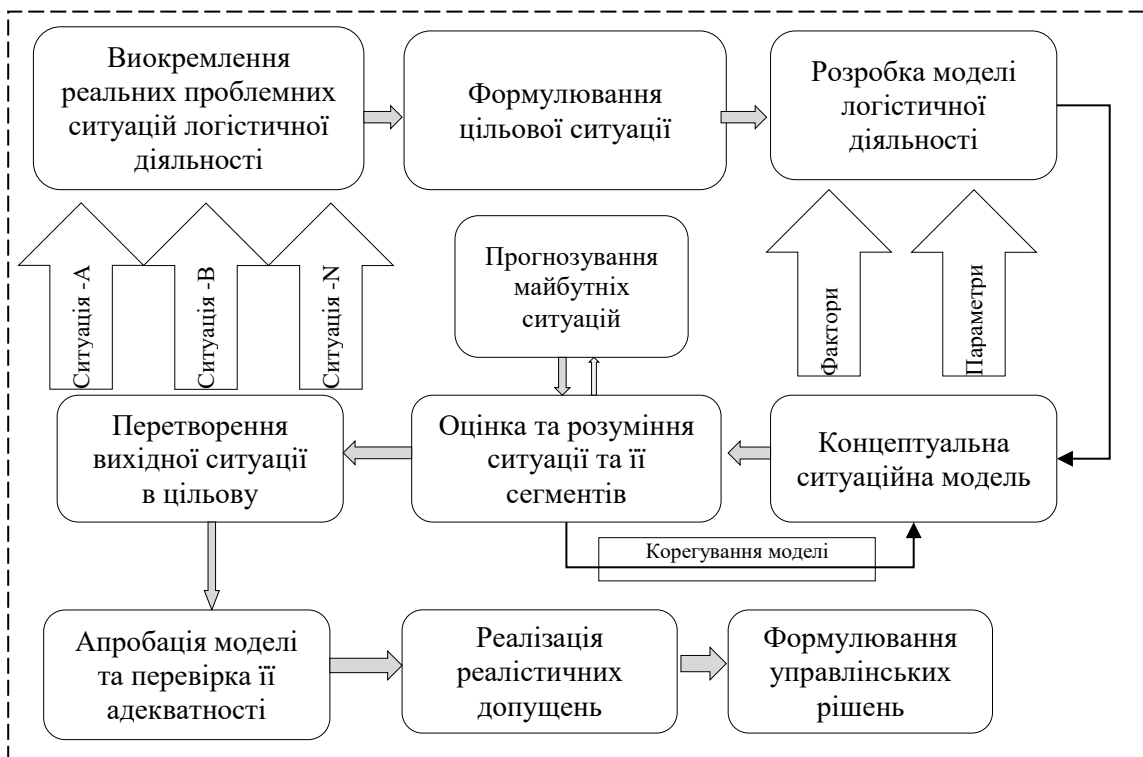 Виокремлення
реальних проблемних
ситуацій логістичної
діяльності
Формулювання
цільової ситуації
Розробка моделі
логістичної
діяльності
Ситуація -А
Ситуація -В
Ситуація -N
Прогнозування
майбутніх
ситуацій
Фактори
Параметри
Перетворення
вихідної ситуації
в цільову
Оцінка та розуміння
ситуації та її
сегментів
Концептуальна
ситуаційна модель
Корегування моделі
Апробація моделі
та перевірка її
адекватності
Реалізація
реалістичних
допущень
Формулювання
управлінських
рішень